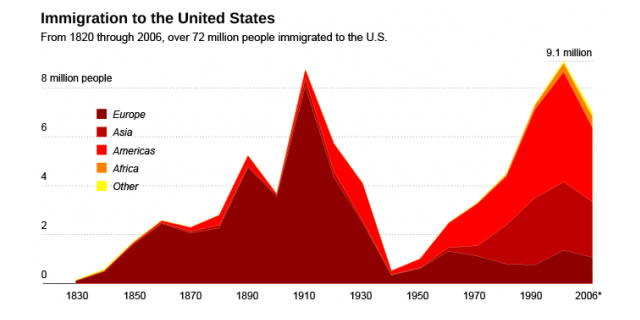 Immigration to the United States
From 1820 through 2006, over 72 million people immigrated to the U.S.
9.1 million
8 million people
Europe
Asia
Americas
Africa
Other
6
4
2
0
1830 1850 1870 1890 1910 1930 1950 1970 1990 2006*